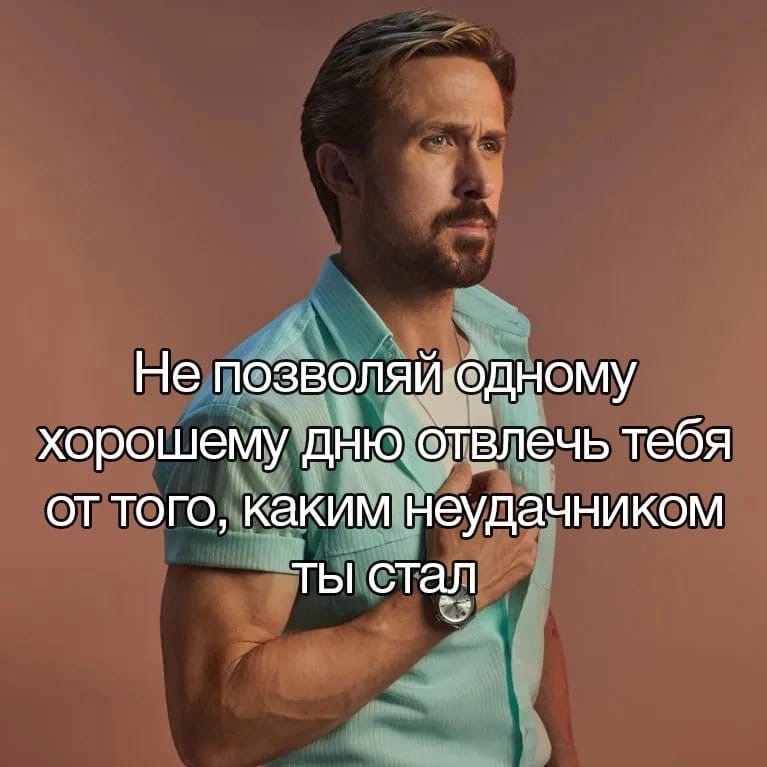 Не позволяй одному
хорошему дню отвлечь тебя
от того, каким неудачником
ты стал